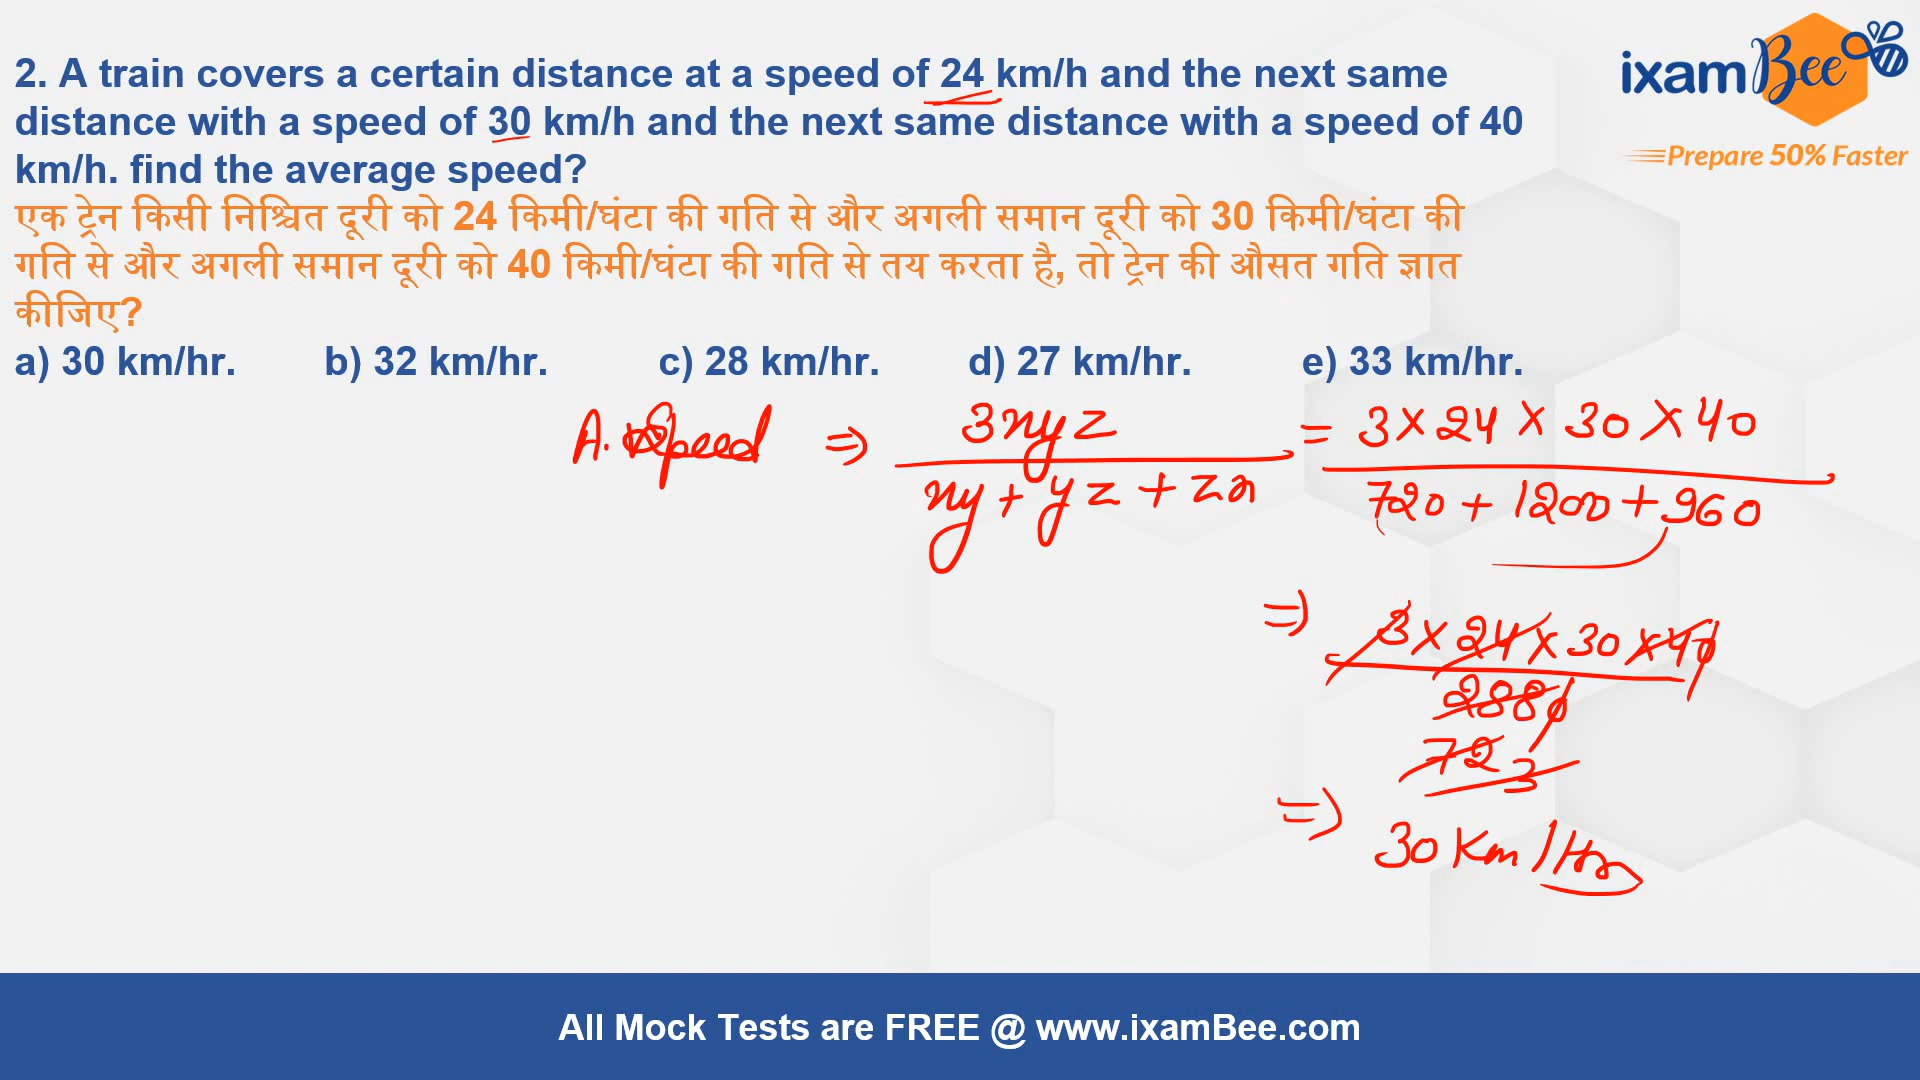 ixamBee
Prepare 50% Faster
2. A train covers a certain distance at a speed of 24 km/h and the next same
distance with a speed of 30 km/h and the next same distance with a speed of 40
km/h. find the average speed?
एक ट्रेन किसी निश्चित दूरी को 24 किमी/घंटा की गति से और अगली समान दूरी को 30 किमी/घंटा की
गति से और अगली समान दूरी को 40 किमी/घंटा की गति से तय करता है, तो ट्रेन की औसत गति ज्ञात
कीजिए?
a) 30 km/hr. b) 32 km/hr. c) 28 km/hr. d) 27 km/hr. e) 33 km/hr.
A. Speed ⇒ 3xyz = 3×24×30×40
xy+yz+zx 720+1200+960
⇒ 3×24×30×40
2880
72 3
⇒ 30 Km/Hr
All Mock Tests are FREE @ www.ixamBee.com